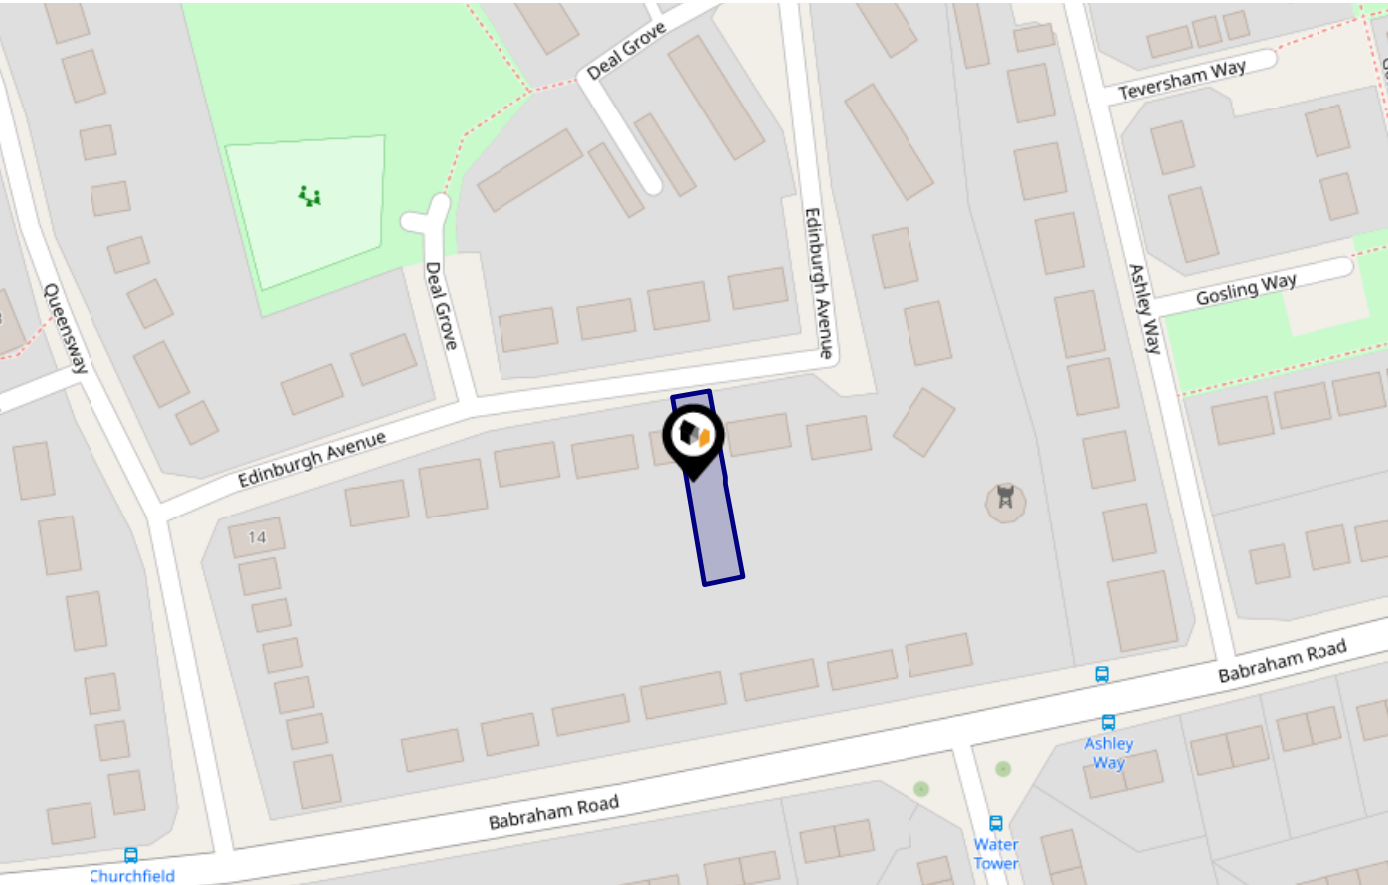 Deal Grove
Teversham Way
Edinburgh Avenue
Queensway
Deal Grove
Ashley Way
Gosling Way
Edinburgh Avenue
14
Babraham Road
Ashley
Way
Babraham Road
Water
Tower
Churchfield